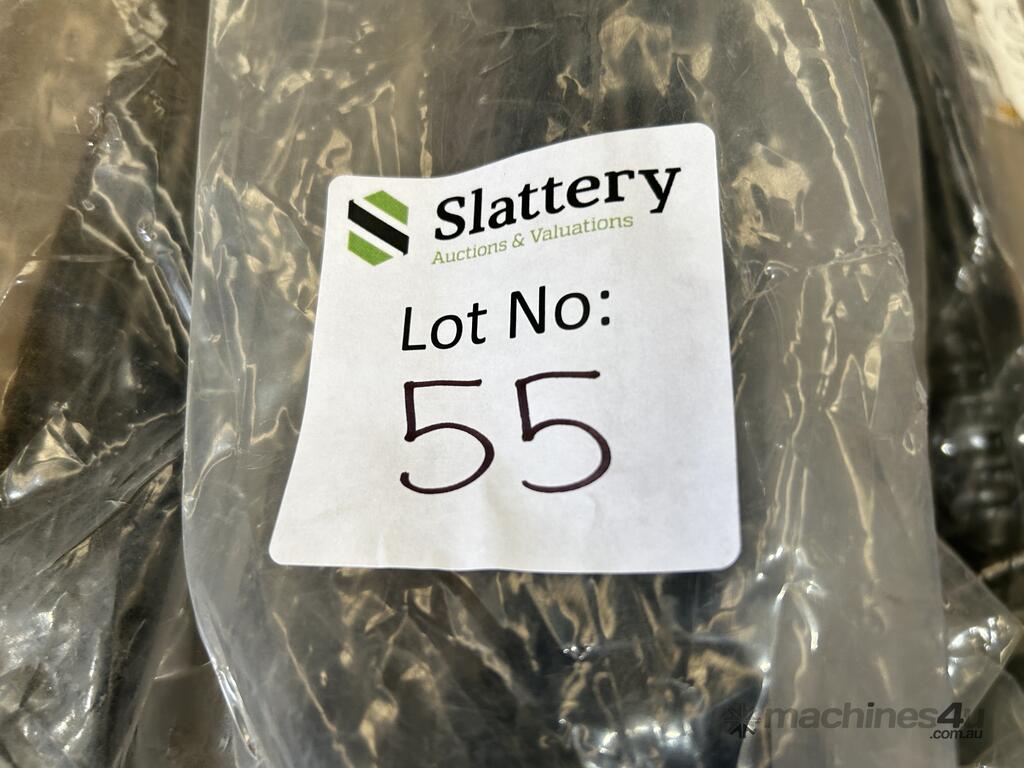 Slattery
Auctions & Valuations
Lot No:
55
machines4u
.com.au